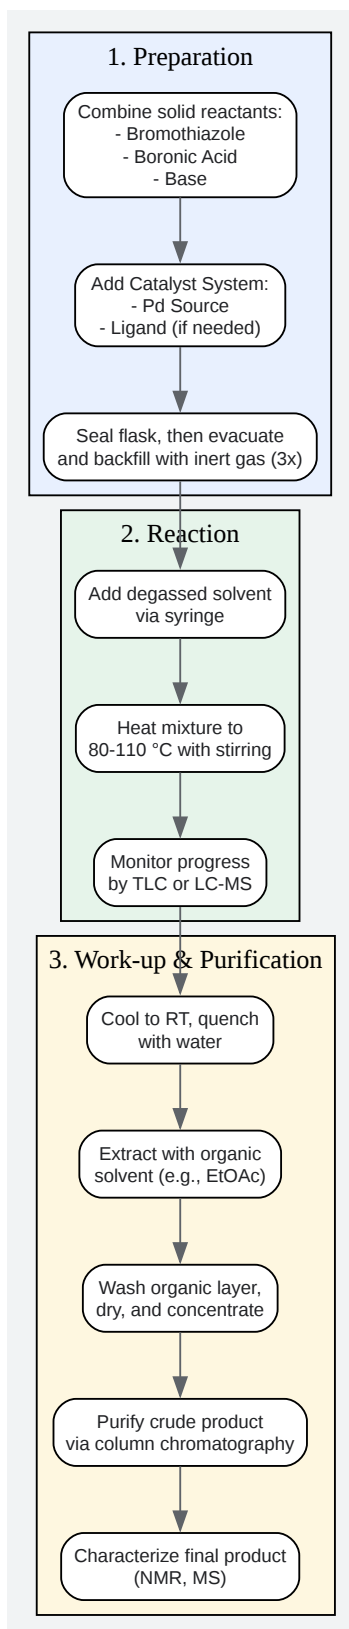 1. Preparation
Combine solid reactants:
- Bromothiazole
- Boronic Acid
- Base
Add Catalyst System:
- Pd Source
- Ligand (if needed)
Seal flask, then evacuate
and backfill with inert gas (3x)
2. Reaction
Add degassed solvent
via syringe
Heat mixture to
80-110 °C with stirring
Monitor progress
by TLC or LC-MS
3. Work-up & Purification
Cool to RT, quench
with water
Extract with organic
solvent (e.g., EtOAc)
Wash organic layer,
dry, and concentrate
Purify crude product
via column chromatography
Characterize final product
(NMR, MS)